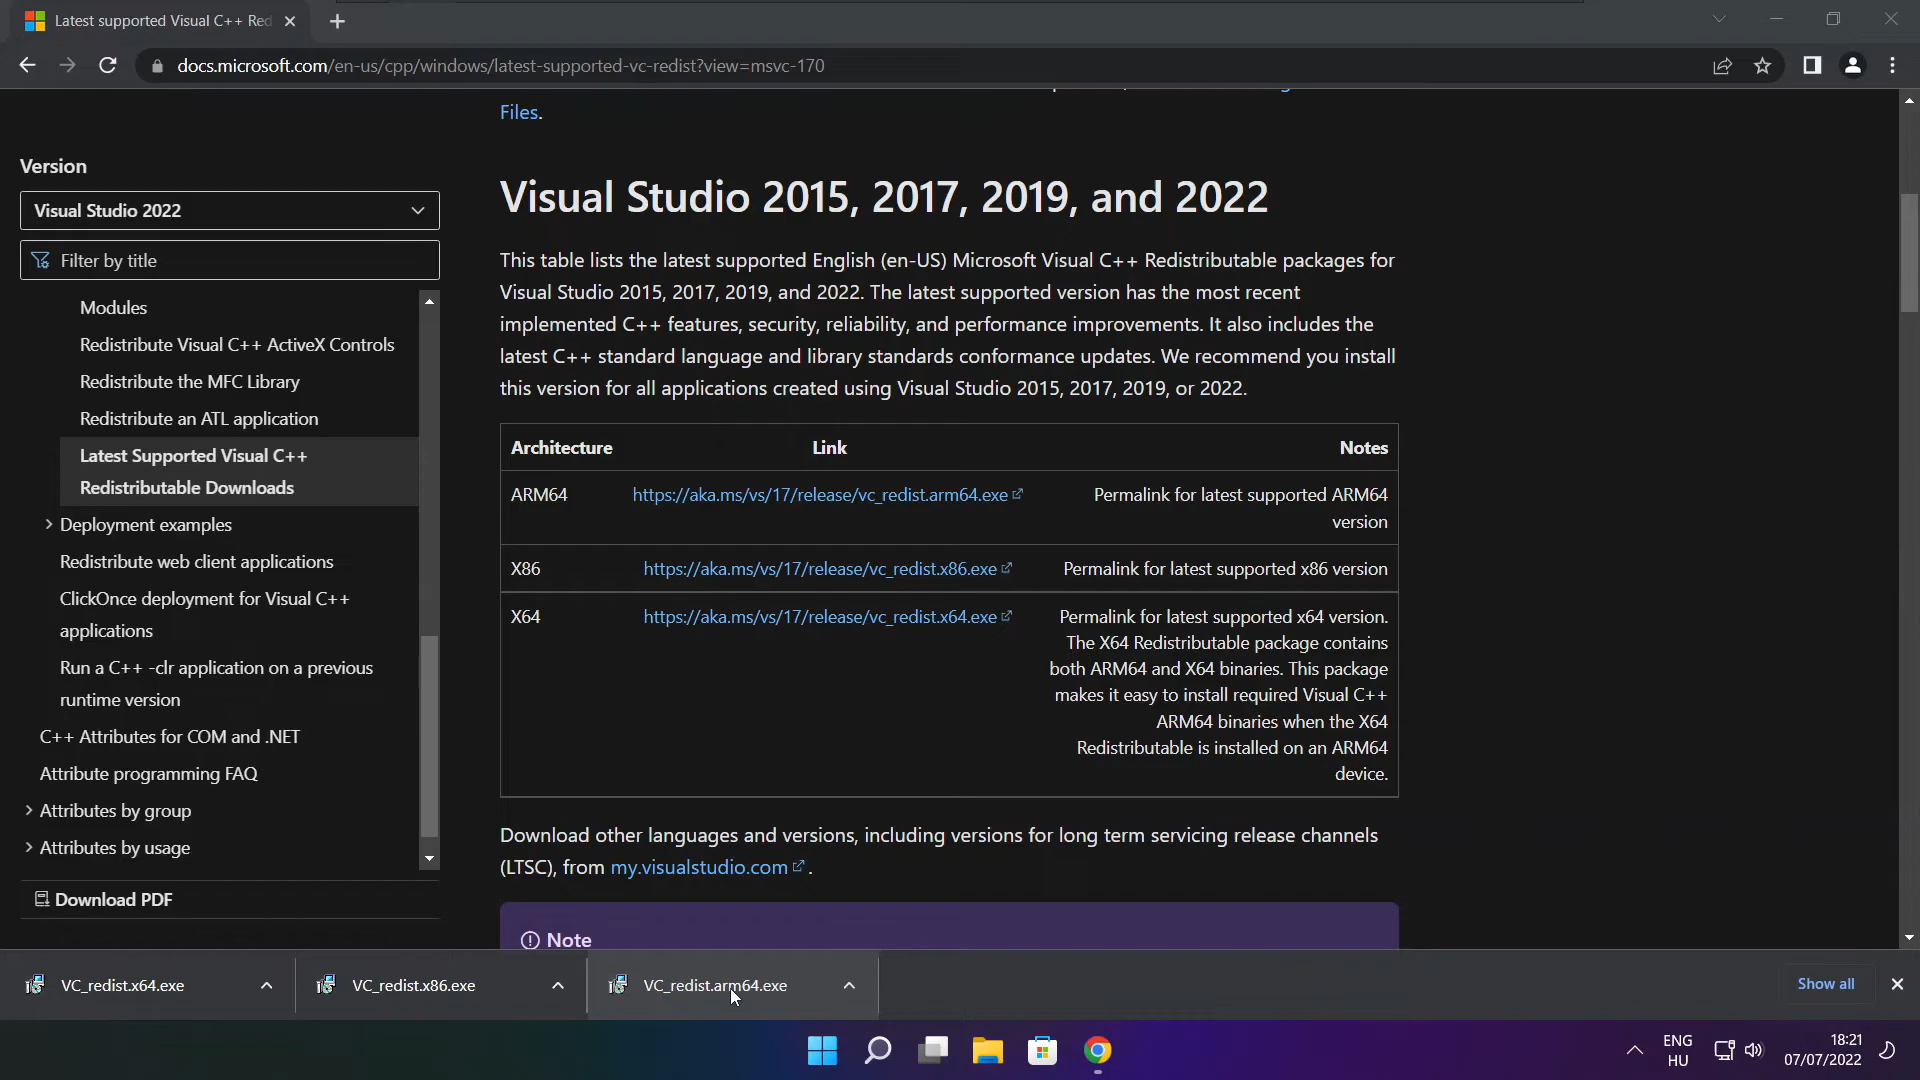 Latest supported Visual C++ Red
docs.microsoft.com/en-us/cpp/windows/latest-supported-vc-redist?view=msvc-170
Files.
Version
Visual Studio 2022
Filter by title
Modules
Redistribute Visual C++ ActiveX Controls
Redistribute the MFC Library
Redistribute an ATL application
Latest Supported Visual C++
Redistributable Downloads
Deployment examples
Redistribute web client applications
ClickOnce deployment for Visual C++
applications
Run a C++ -clr application on a previous
runtime version
C++ Attributes for COM and .NET
Attribute programming FAQ
Attributes by group
Attributes by usage
Download PDF
Visual Studio 2015, 2017, 2019, and 2022
This table lists the latest supported English (en-US) Microsoft Visual C++ Redistributable packages for
Visual Studio 2015, 2017, 2019, and 2022. The latest supported version has the most recent
implemented C++ features, security, reliability, and performance improvements. It also includes the
latest C++ standard language and library standards conformance updates. We recommend you install
this version for all applications created using Visual Studio 2015, 2017, 2019, or 2022.
Architecture Link Notes
ARM64 https://aka.ms/vs/17/release/vc_redist.arm64.exe Permalink for latest supported ARM64
version
X86 https://aka.ms/vs/17/release/vc_redist.x86.exe Permalink for latest supported x86 version
X64 https://aka.ms/vs/17/release/vc_redist.x64.exe Permalink for latest supported x64 version.
The X64 Redistributable package contains
both ARM64 and X64 binaries. This package
makes it easy to install required Visual C++
ARM64 binaries when the X64
Redistributable is installed on an ARM64
device.
Download other languages and versions, including versions for long term servicing release channels
(LTSC), from my.visualstudio.com .
Note
VC_redist.x64.exe
VC_redist.x86.exe
VC_redist.arm64.exe
Show all
ENG
HU
18:21
07/07/2022